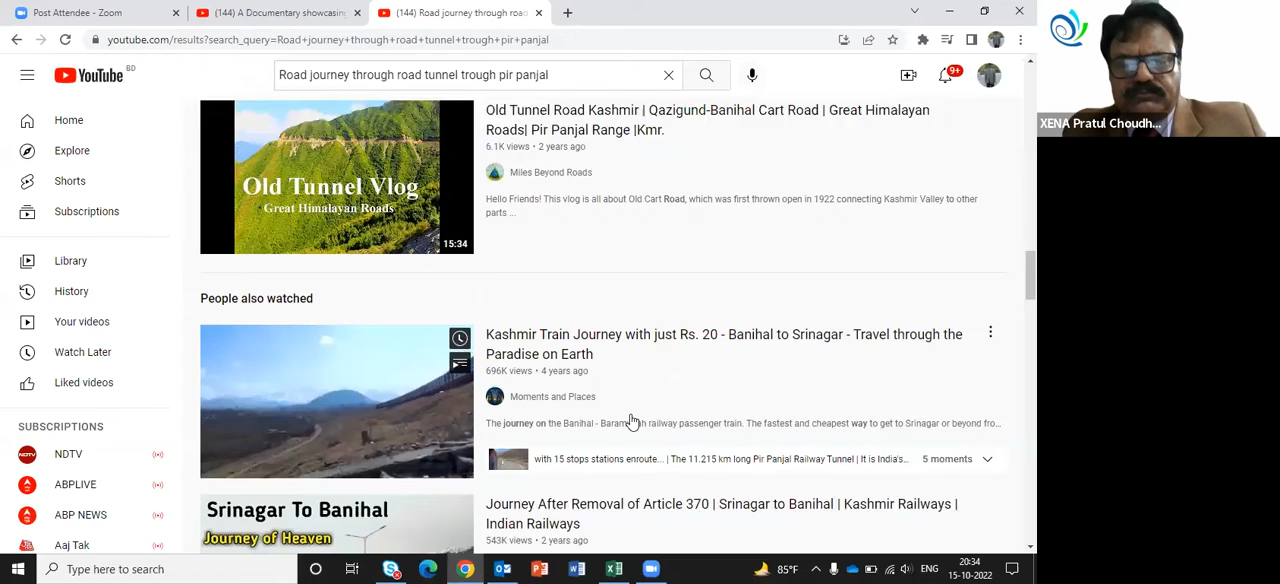 Post Attendee - Zoom
(144) A Documentary showcasing
(144) Road journey through road
youtube.com/results?search_query=Road+journey+through+road+tunnel+trough+pir+panjal
YouTube BD
Road journey through road tunnel trough pir panjal
9+
Home
Explore
Shorts
Subscriptions
Library
History
Your videos
Watch Later
Liked videos
SUBSCRIPTIONS
NDTV
ABPLIVE
ABP NEWS
Aaj Tak
Old Tunnel Vlog
Great Himalayan Roads
15:34
Old Tunnel Road Kashmir | Qazigund-Banihal Cart Road | Great Himalayan
Roads| Pir Panjal Range |Kmr.
6.1K views • 2 years ago
Miles Beyond Roads
Hello Friends! This vlog is all about Old Cart Road, which was first thrown open in 1922 connecting Kashmir Valley to other
parts ...
People also watched
Kashmir Train Journey with just Rs. 20 - Banihal to Srinagar - Travel through the
Paradise on Earth
696K views • 4 years ago
Moments and Places
The journey on the Banihal - railway passenger train. The fastest and cheapest way to get to Srinagar or beyond fro...
with 15 stops stations enroute... | The 11.215 km long Pir Panjal Railway Tunnel | It is India's...
5 moments
Srinagar To Banihal
Journey of Heaven
Journey After Removal of Article 370 | Srinagar to Banihal | Kashmir Railways |
Indian Railways
543K views • 2 years ago
XENA Pratul Choudh...
Type here to search
85°F
ENG
20:34
15-10-2022